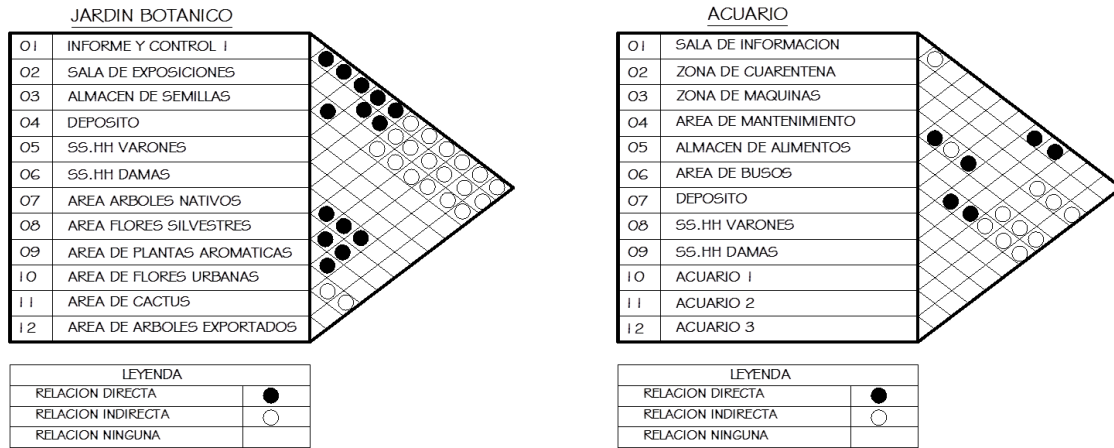 JARDIN BOTANICO
01 INFORME Y CONTROL 1
02 SALA DE EXPOSICIONES
03 ALMACEN DE SEMILLAS
04 DEPOSITO
05 SS.HH VARONES
06 SS.HH DAMAS
07 AREA ARBOLES NATIVOS
08 AREA FLORES SILVESTRES
09 AREA DE PLANTAS AROMATICAS
10 AREA DE FLORES URBANAS
11 AREA DE CACTUS
12 AREA DE ARBOLES EXPORTADOS
LEYENDA
RELACION DIRECTA
RELACION INDIRECTA
RELACION NINGUNA
ACUARIO
01 SALA DE INFORMACION
02 ZONA DE CUARENTENA
03 ZONA DE MAQUINAS
04 AREA DE MANTENIMIENTO
05 ALMACEN DE ALIMENTOS
06 AREA DE BUSOS
07 DEPOSITO
08 SS.HH VARONES
09 SS.HH DAMAS
10 ACUARIO 1
11 ACUARIO 2
12 ACUARIO 3
LEYENDA
RELACION DIRECTA
RELACION INDIRECTA
RELACION NINGUNA